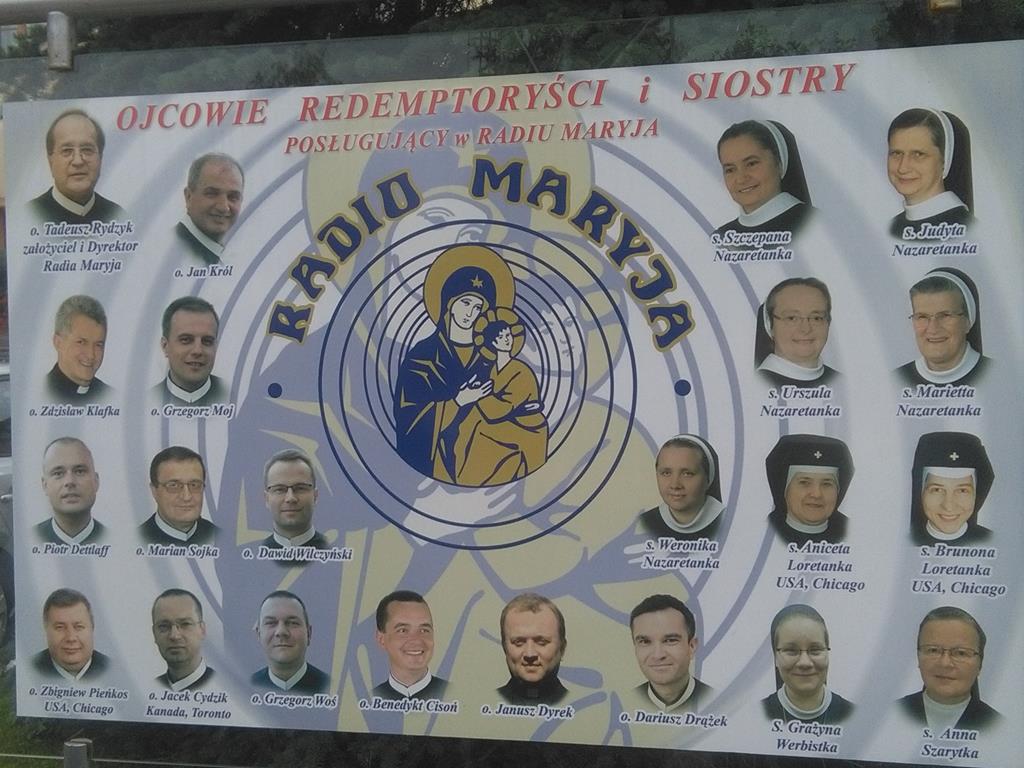 OJCOWIE REDEMPTORYŚCI i SIOSTRY
POSŁUGUJĄCY w RADIU MARYJA
RADIO MARYJA
o. Tadeusz Rydzyk
założyciel i Dyrektor
Radia Maryja
o. Jan Król
s. Szczepana
Nazaretanka
s. Judyta
Nazaretanka
o. Zdzisław Klafka
o. Grzegorz Moj
s. Urszula
Nazaretanka
s. Marietta
Nazaretanka
o. Piotr Dettlaff
o. Marian Sojka
o. Dawid Wilczyński
s. Weronika
Nazaretanka
s. Aniceta
Loretanka
USA, Chicago
s. Brunona
Loretanka
USA, Chicago
o. Zbigniew Pieńkos
USA, Chicago
o. Jacek Cydzik
Kanada, Toronto
o. Grzegorz Woś
o. Benedykt Cisoń
o. Janusz Dyrek
o. Dariusz Drążek
S. Grażyna
Werbistka
s. Anna
Szarytka